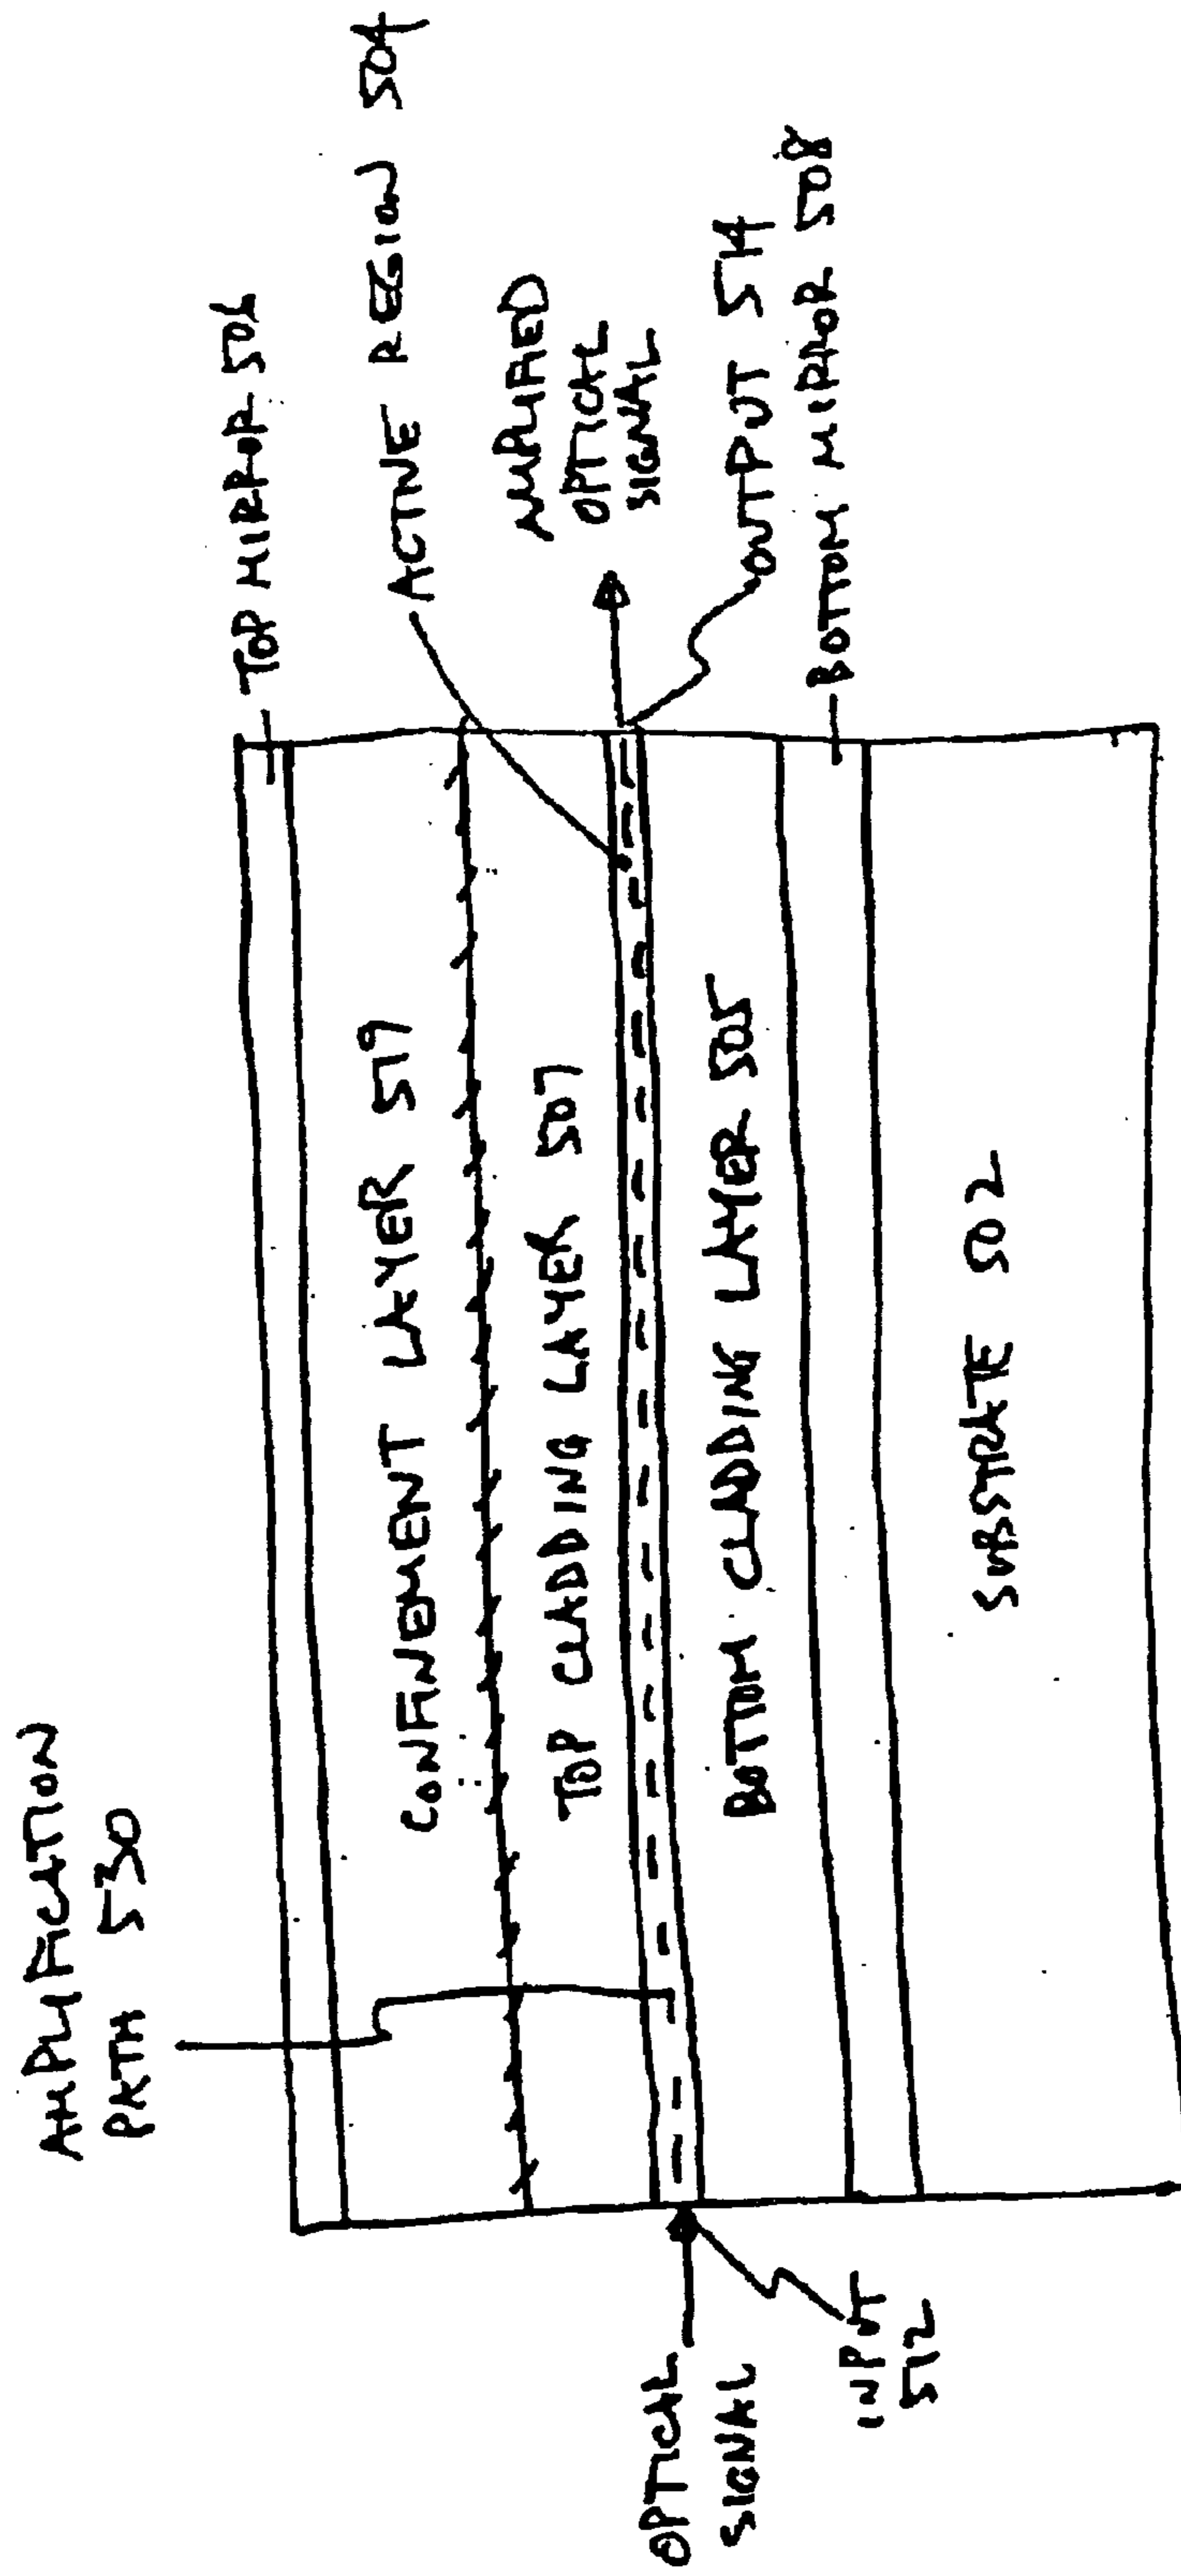 AMPLIFICATION
PATH 530
TOP MIRROR 506
ACTIVE REGION 504
CONFINEMENT LAYER 519
TOP CLADDING LAYER 507
AMPLIFIED
OPTICAL
SIGNAL
OPTICAL
SIGNAL
OUTPUT 514
BOTTOM CLADDING LAYER 505
BOTTOM MIRROR 508
INPUT
512
SUBSTRATE 502